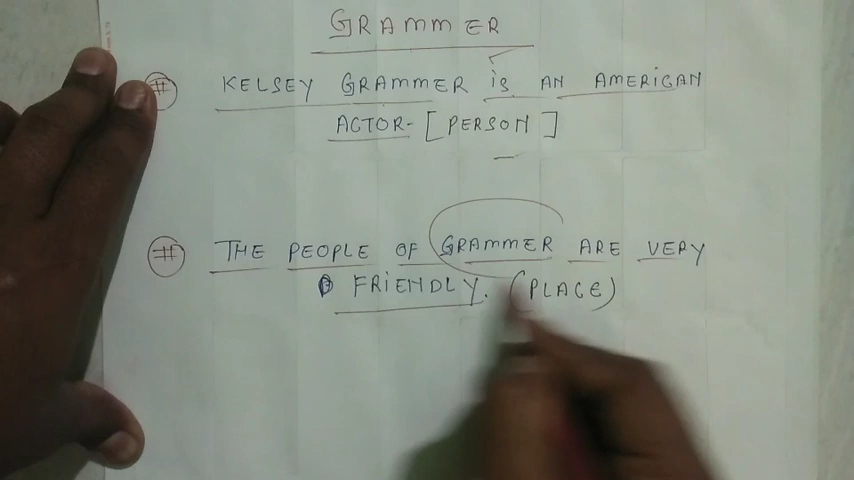 GRAMMER
# KELSEY GRAMMER iS AN AMERiCAN
ACTOR- [PERSON]
# THE PEOPLE OF GRAMMER ARE VERY
FRiENDLY. (PLACE)